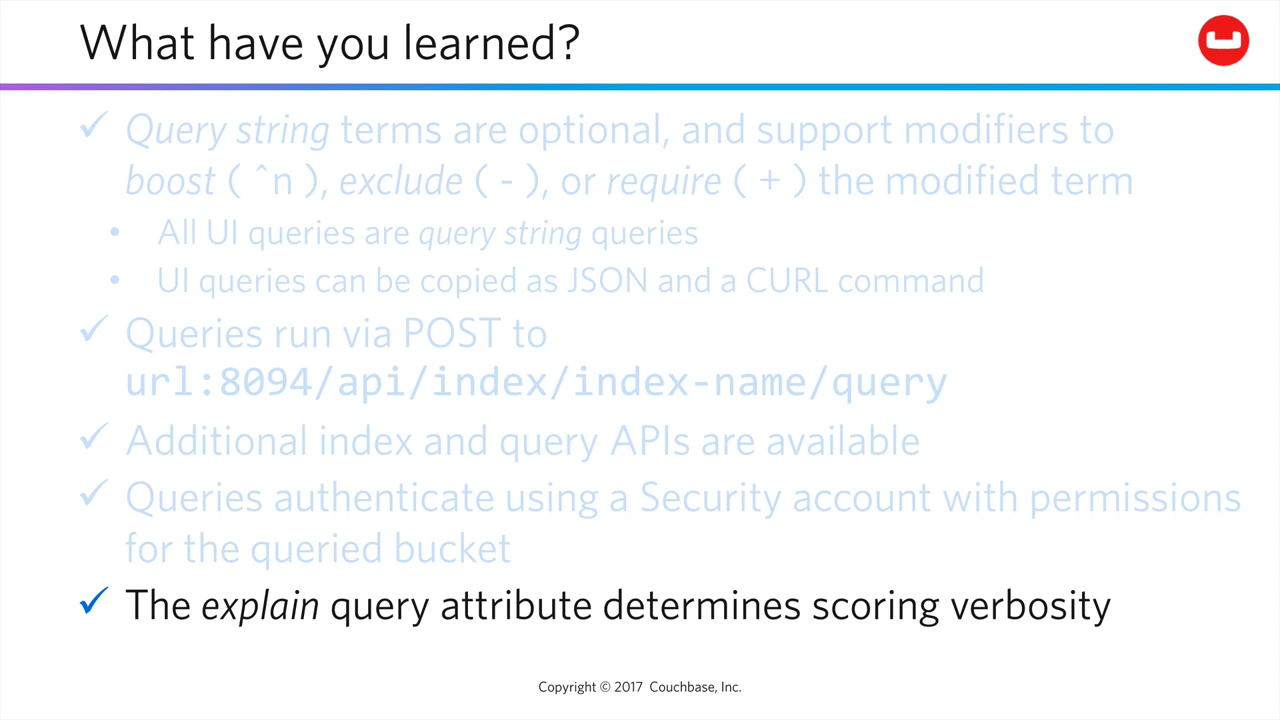 What have you learned?
✓ Query string terms are optional, and support modifiers to
boost ( ^n ), exclude ( - ), or require ( + ) the modified term
• All UI queries are query string queries
• UI queries can be copied as JSON and a CURL command
✓ Queries run via POST to
url:8094/api/index/index-name/query
✓ Additional index and query APIs are available
✓ Queries authenticate using a Security account with permissions
for the queried bucket
✓ The explain query attribute determines scoring verbosity
Copyright © 2017 Couchbase, Inc.